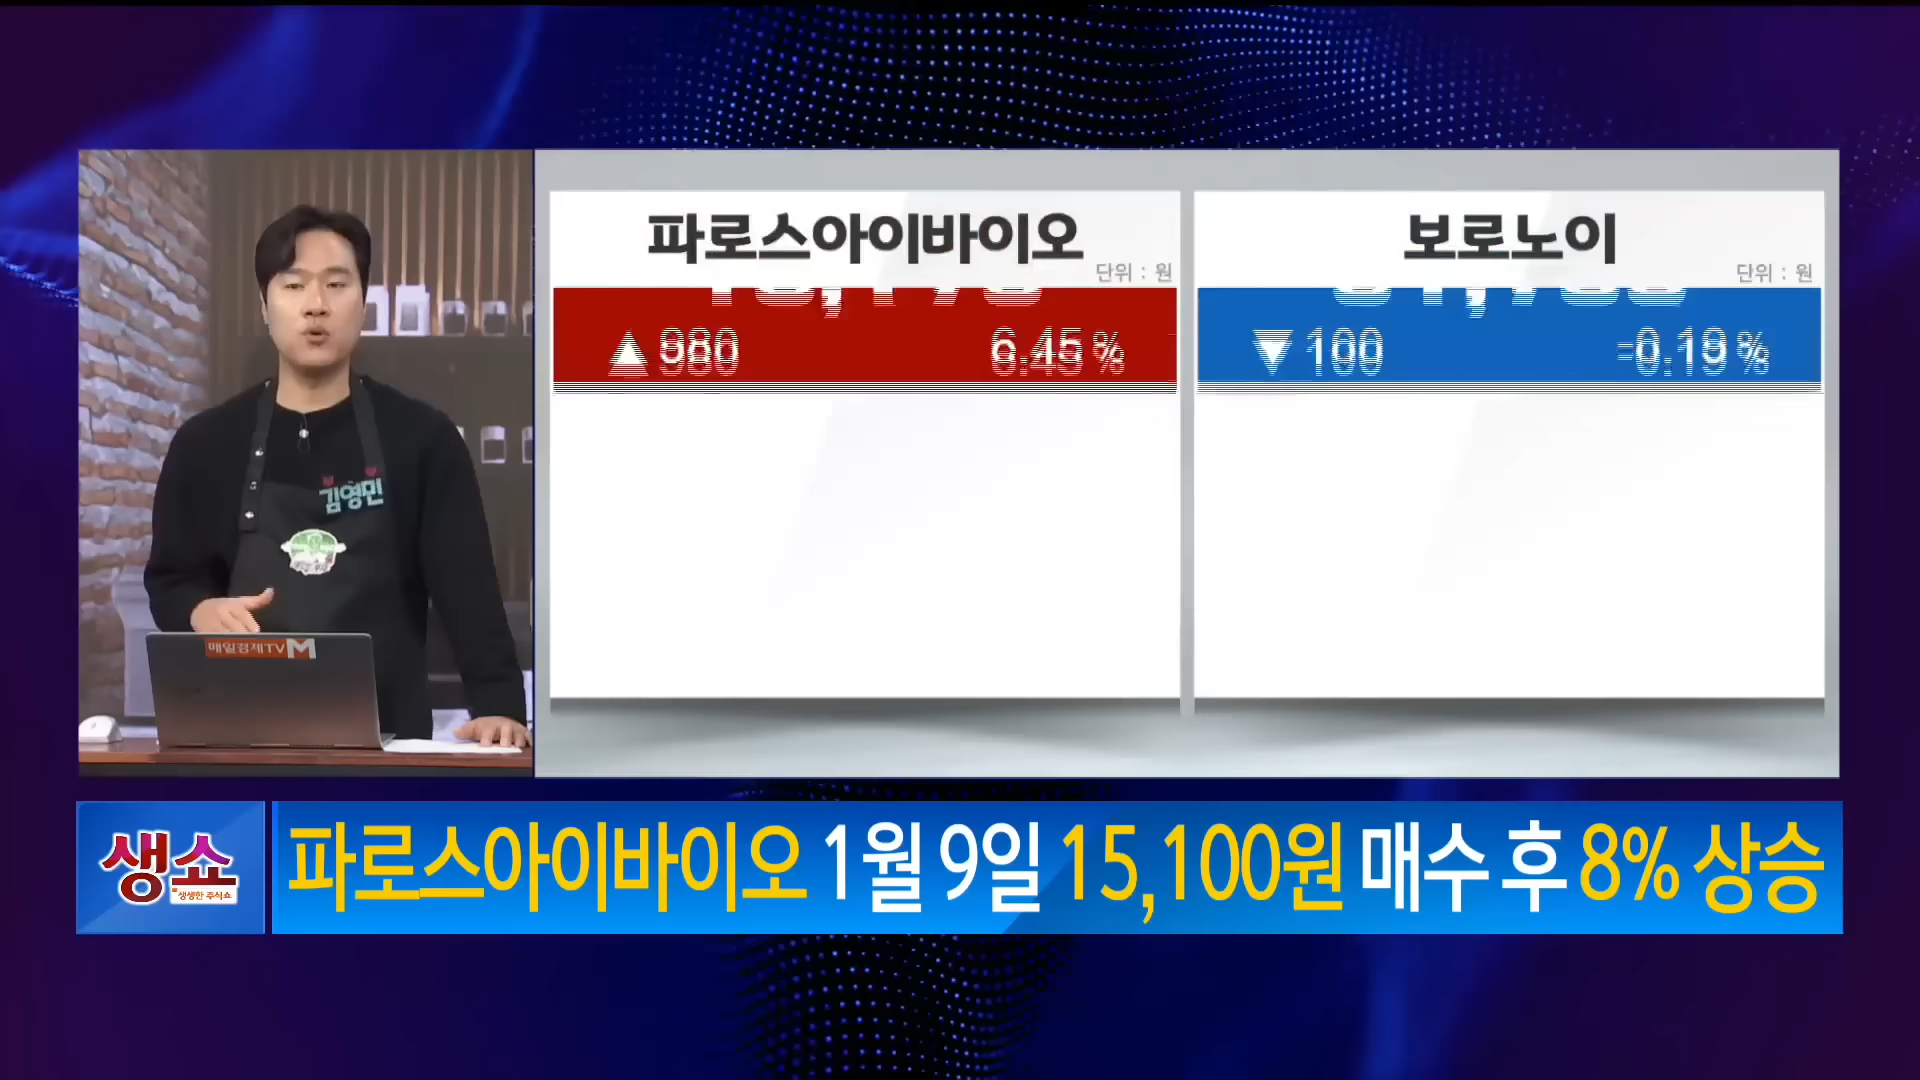 파로스아이바이오
단위 : 원
▲ 980 6.45 %
보로노이
단위 : 원
▼ 100 -0.19 %
김영민
매일경제TV M
생쇼
생생한 주식쇼
파로스아이바이오 1월 9일 15,100원 매수 후 8% 상승